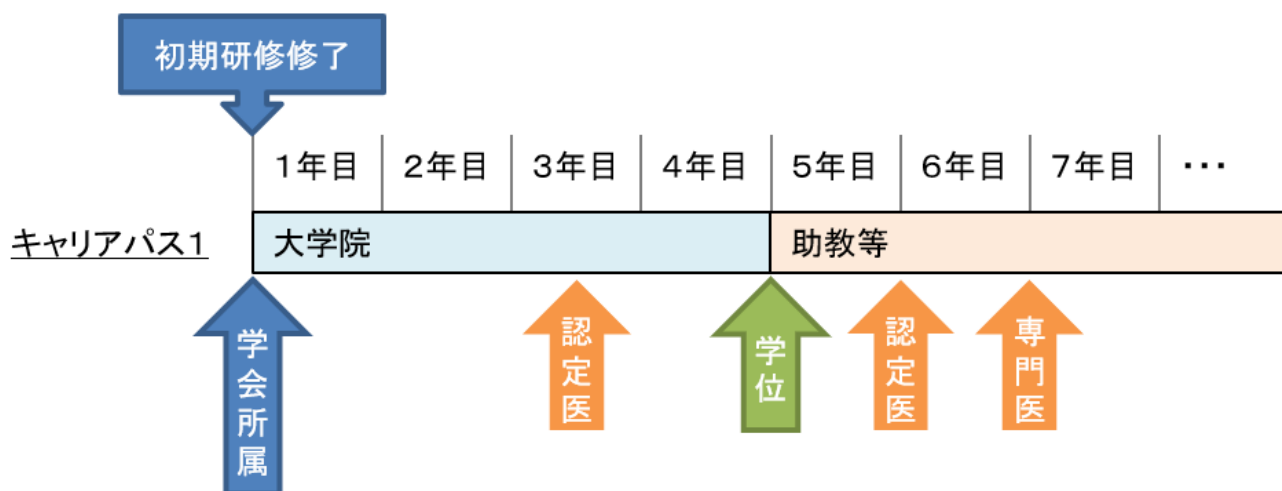 初期研修修了
1年目 2年目 3年目 4年目 5年目 6年目 7年目 ・・・
キャリアパス1 大学院 助教等
学会所属
認定医
学位
認定医
専門医